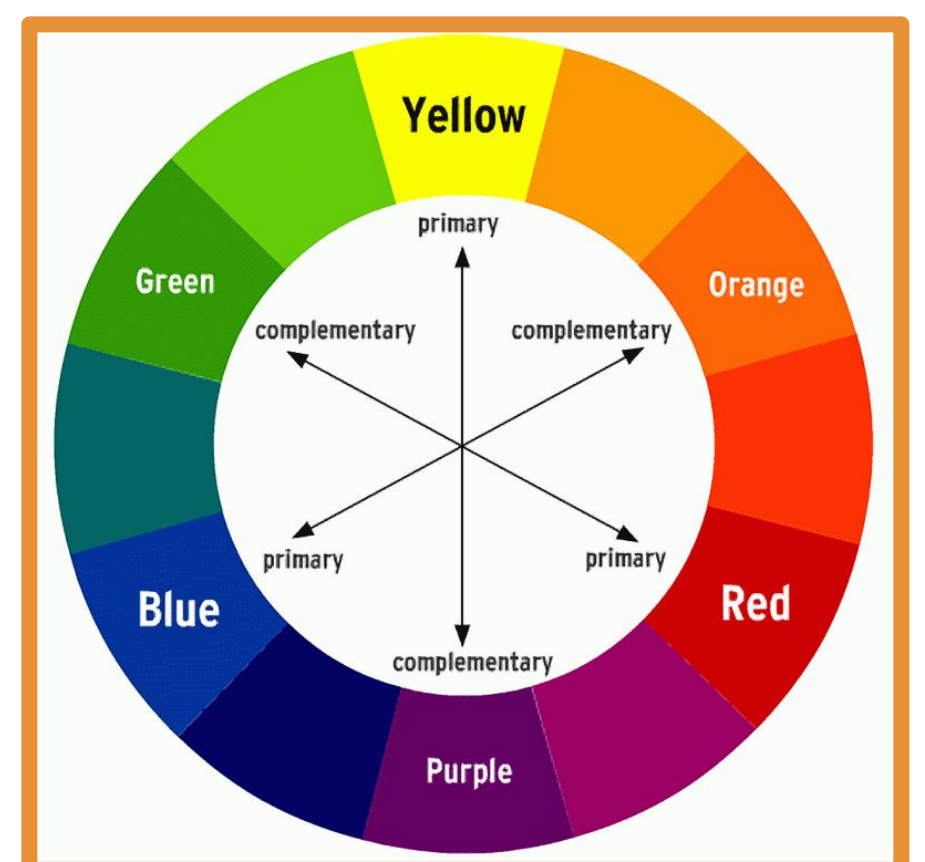 Yellow
primary
Green
Orange
complementary
complementary
primary
primary
Blue
Red
complementary
Purple